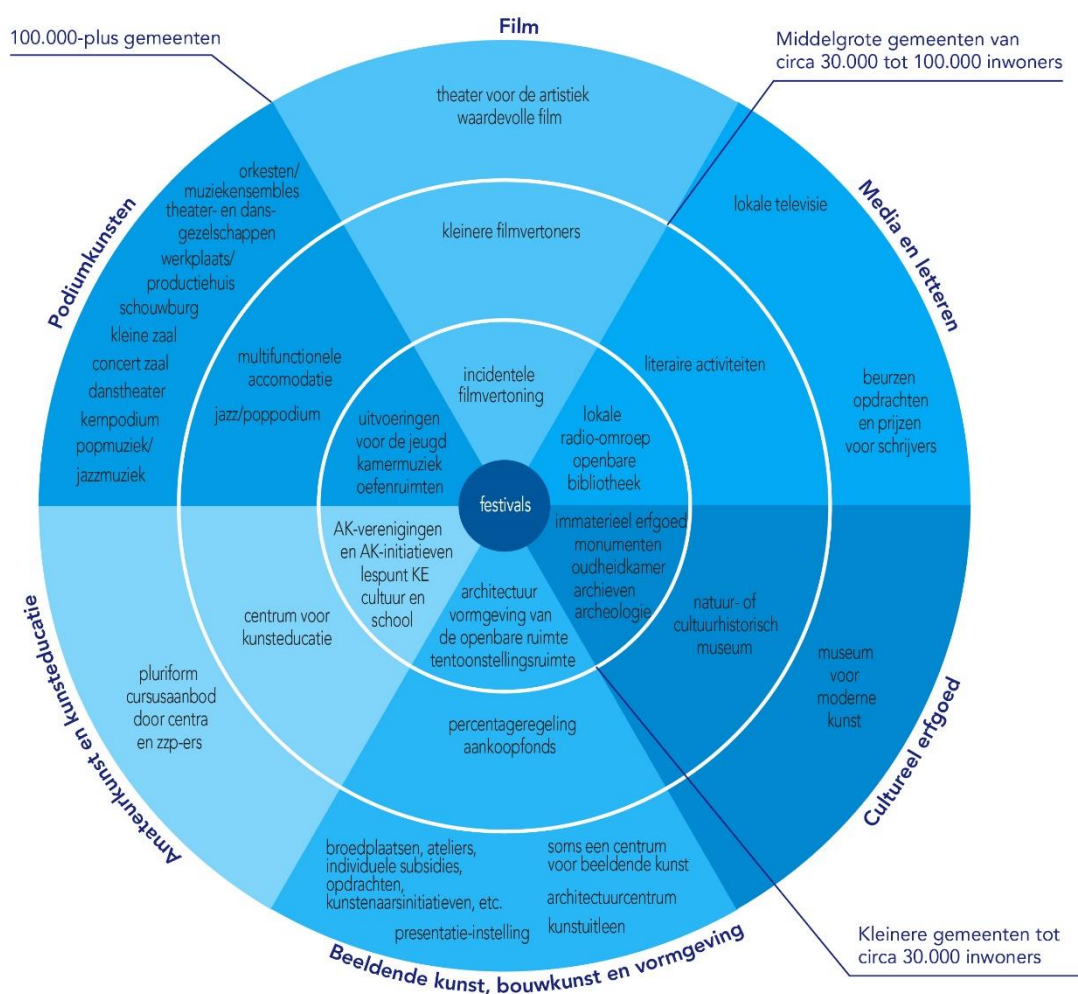 Film
100.000-plus gemeenten
Middelgrote gemeenten van
circa 30.000 tot 100.000 inwoners
theater voor de artistiek
waardevolle film
kleinere filmvertoners
incidentele
filmvertoning
Media en letteren
lokale televisie
beurzen
opdrachten
en prijzen
voor schrijvers
literaire activiteiten
lokale
radio-omroep
openbare
bibliotheek
Podiumkunsten
orkesten/
muziekensembles
theater- en dans-
gezelschappen
werkplaats/
productiehuis
schouwburg
kleine zaal
concert zaal
danstheater
kempodium
popmuziek/
jazzmuziek
multifunctionele
accomodatie
jazz/poppodium
uitvoeringen
voor de jeugd
kamermuziek
oefenruimten
festivals
Amateurkunst en kunsteducatie
AK-verenigingen
en AK-initiatieven
lespunt KE
cultuur en
school
centrum voor
kunsteducatie
pluriform
cursusaanbod
door centra
en zzp-ers
architectuur
vormgeving van
de openbare ruimte
tentoonstellingsruimte
percentageregeling
aankoopfonds
broedplaatsen, ateliers,
individuele subsidies,
opdrachten,
kunstenaarsinitiatieven, etc.
presentatie-instelling
soms een centrum
voor beeldende kunst
architectuurcentrum
kunstuitleen
Beeldende kunst, bouwkunst en vormgeving
immaterieel erfgoed
monumenten
oudheidkamer
archieven
archeologie
natuur- of
cultuurhistorisch
museum
museum
voor
moderne
kunst
Cultureel erfgoed
Kleinere gemeenten tot
circa 30.000 inwoners